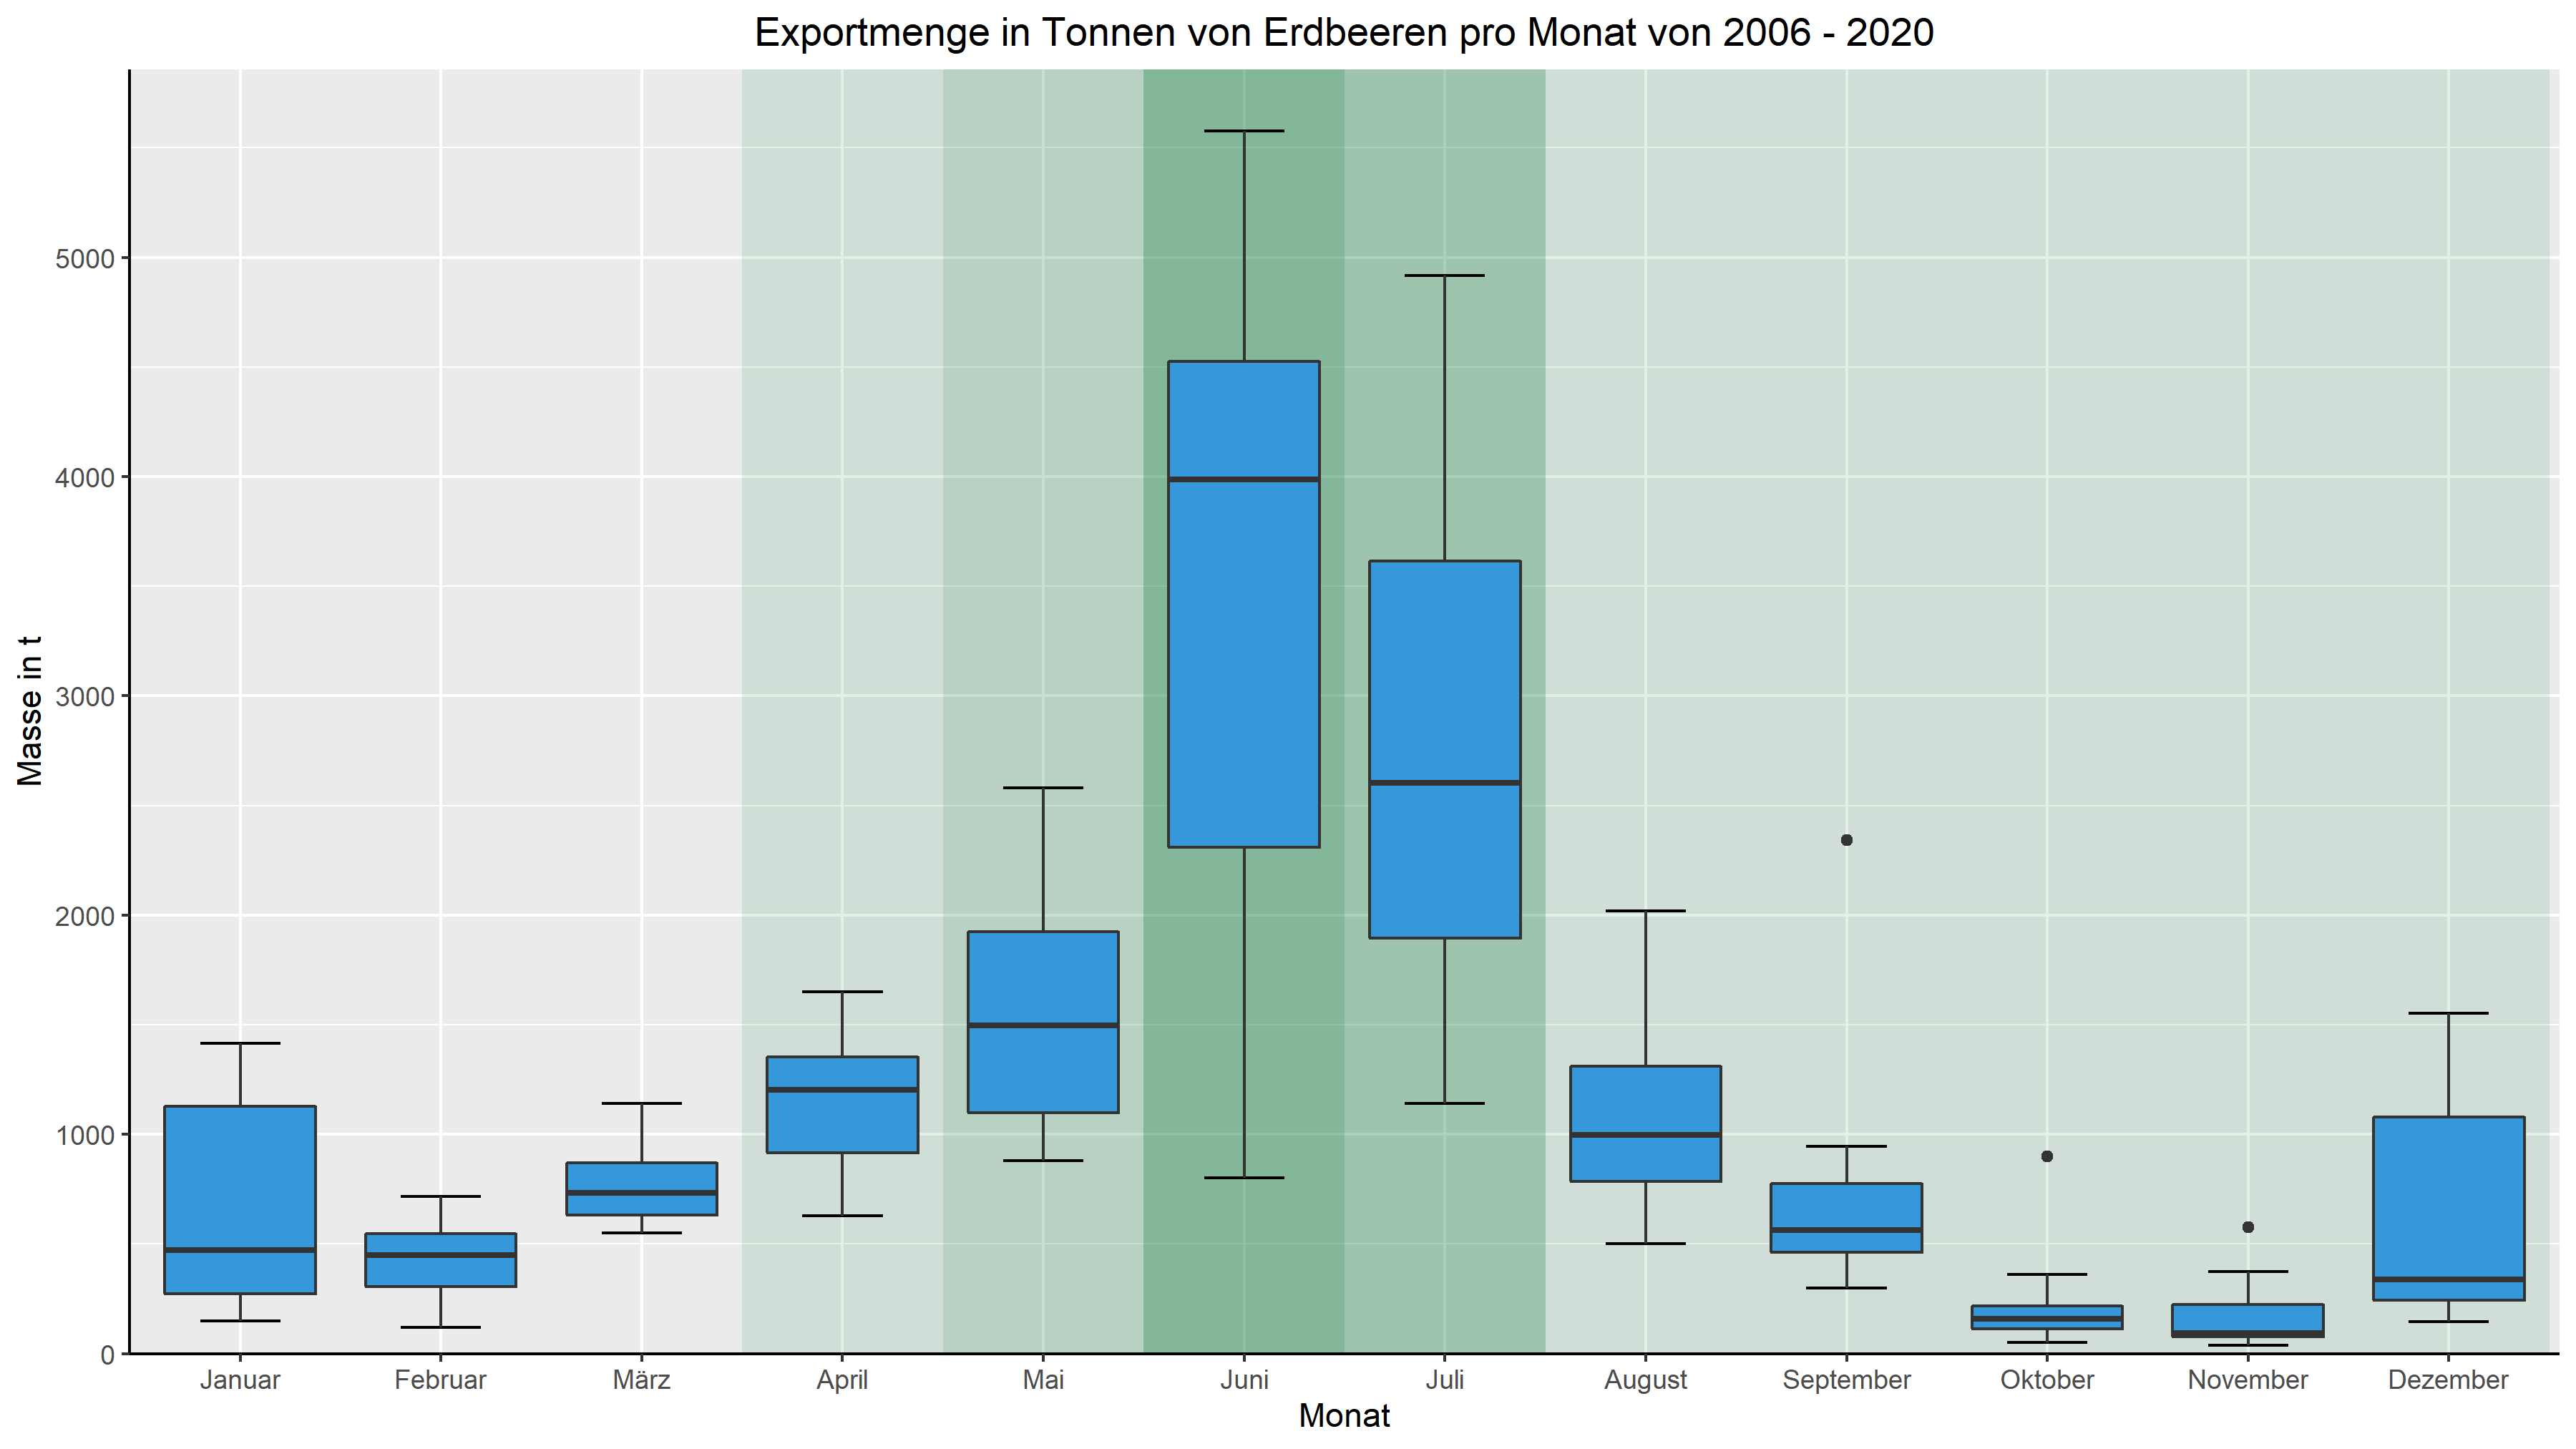 Exportmenge in Tonnen von Erdbeeren pro Monat von 2006 - 2020
Masse in t
5000
4000
3000
2000
1000
0
Januar Februar März April Mai Juni Juli August September Oktober November Dezember
Monat